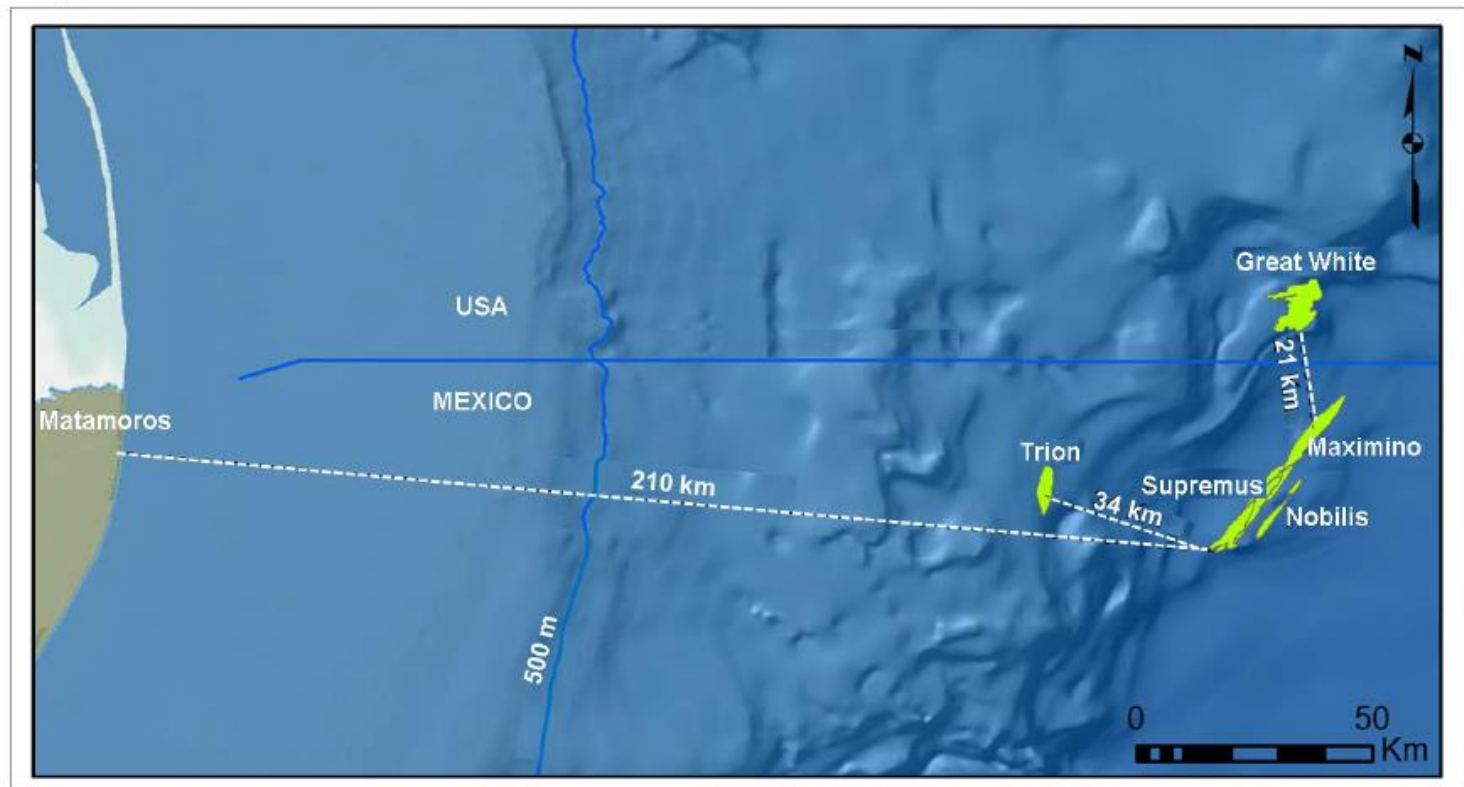 N
Great White
USA
21 km
MEXICO
Matamoros
Maximino
Trion
210 km
Supremus
34 km
Nobilis
500 m
0 50
Km